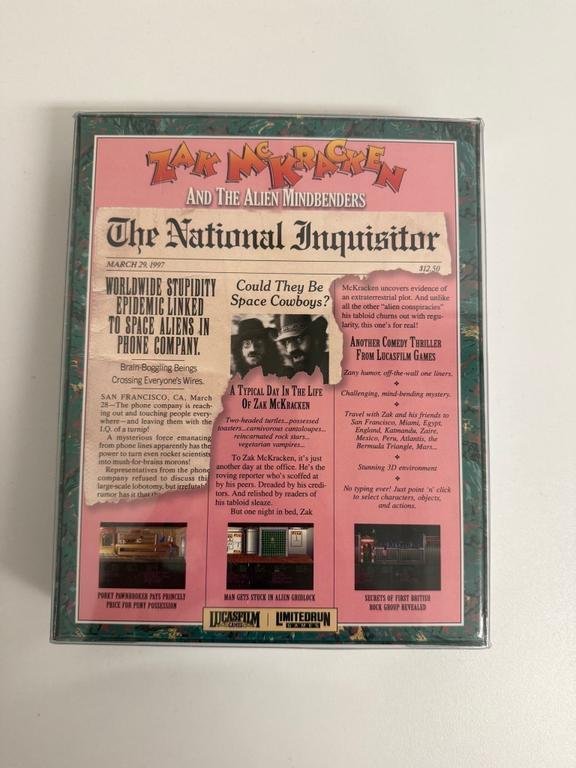 ZAK MCKRACKEN
AND THE ALIEN MINDBENDERS
The National Inquisitor
MARCH 29, 1997
$12.50
WORLDWIDE STUPIDITY
EPIDEMIC LINKED
TO SPACE ALIENS IN
PHONE COMPANY.
Brain-Boggling Beings
Crossing Everyone's Wires.
SAN FRANCISCO, CA, March
28—The phone company is reach-
ing out and touching people every-
where—and leaving them with the
I.Q. of a turnip!
A mysterious force emanating
from phone lines apparently has the
power to turn even rocket scientists
into mush-for-brains morons!
Representatives from the phone
company refused to discuss thi
large-scale lobotomy, but irrefutabl
rumor has it that
Could They Be
Space Cowboys?
A TYPICAL DAY IN THE LIFE
OF ZAK MCKRACKEN
Two-headed turtles...possessed
toasters...carnivorous cantaloupes...
reincarnated rock stars...
vegetarian vampires...
To Zak McKracken, it's just
another day at the office. He's the
roving reporter who's scoffed at
by his peers. Dreaded by his credi-
tors. And relished by readers of
his tabloid sleaze.
But one night in bed, Zak
McKracken uncovers evidence of
an extraterrestrial plot. And unlike
all the other "alien conspiracies"
his tabloid churns out with regu-
larity, this one's for real!
ANOTHER COMEDY THRILLER
FROM LUCASFILM GAMES
Zany humor, off-the-wall one liners.
Challenging, mind-bending mystery.
Travel with Zak and his friends to
San Francisco, Miami, Egypt,
England, Katmandu, Zaire,
Mexico, Peru, Atlantis, the
Bermuda Triangle, Mars...
Stunning 3D environment
No typing ever! Just point 'n' click
to select characters, objects,
and actions.
PORKY PAWNBROKER PAYS PRINCELY
PRICE FOR PUNY POSSESSION
MAN GETS STUCK IN ALIEN GRIDLOCK
SECRETS OF FIRST BRITISH
ROCK GROUP REVEALED
LUCASFILM
GAMES
LIMITEDRUN
GAMES